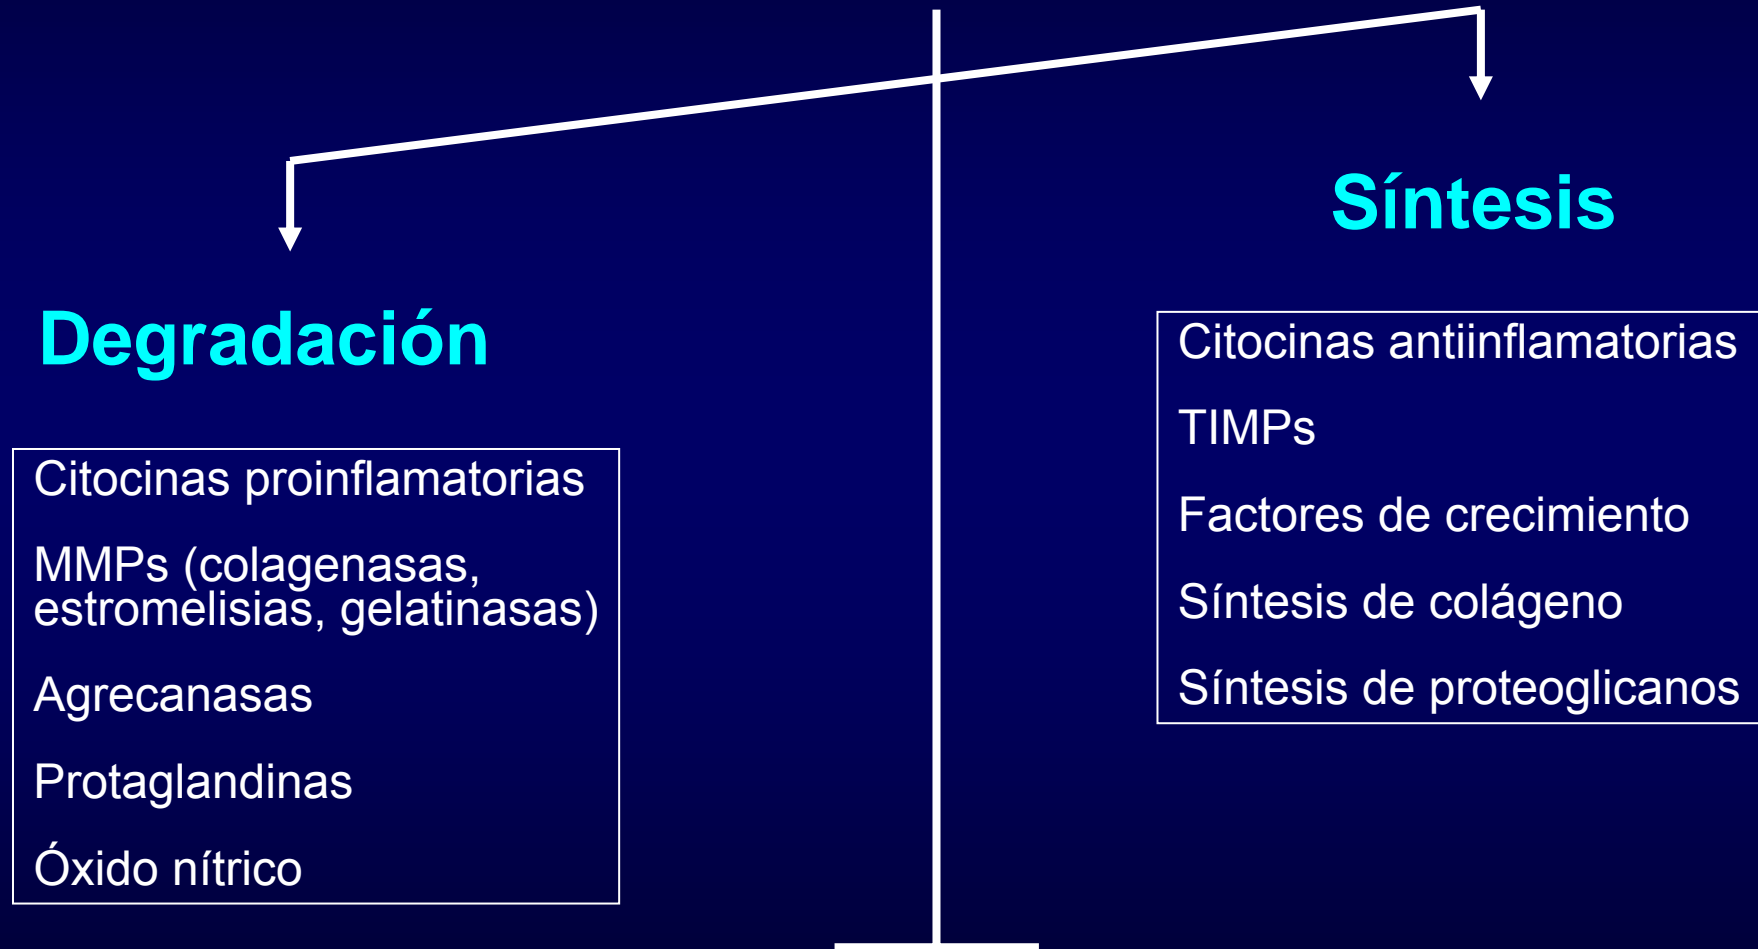 Degradación
Citocinas proinflamatorias
MMPs (colagenasas,
estromelisias, gelatinasas)
Agrecanasas
Protaglandinas
Óxido nítrico
Síntesis
Citocinas antiinflamatorias
TIMPs
Factores de crecimiento
Síntesis de colágeno
Síntesis de proteoglicanos